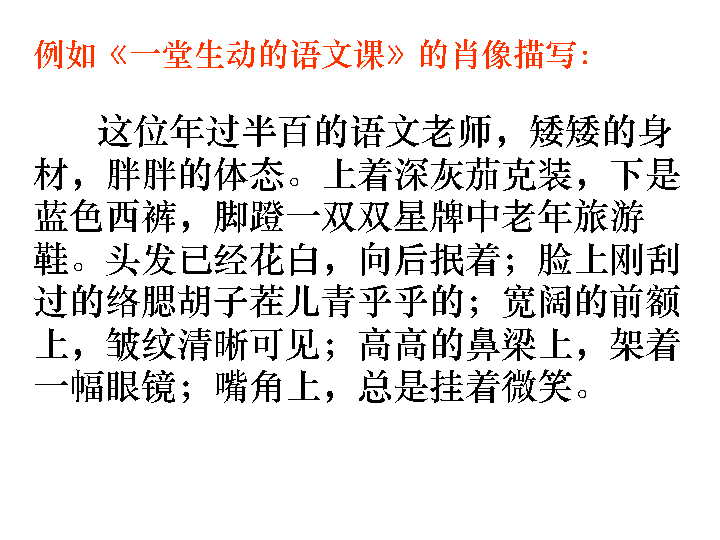 例如《一堂生动的语文课》的肖像描写:
这位年过半百的语文老师，矮矮的身
材，胖胖的体态。上着深灰茄克装，下是
蓝色西裤，脚蹬一双双星牌中老年旅游
鞋。头发已经花白，向后抿着；脸上刚刮
过的络腮胡子茬儿青乎乎的；宽阔的前额
上，皱纹清晰可见；高高的鼻梁上，架着
一幅眼镜；嘴角上，总是挂着微笑。